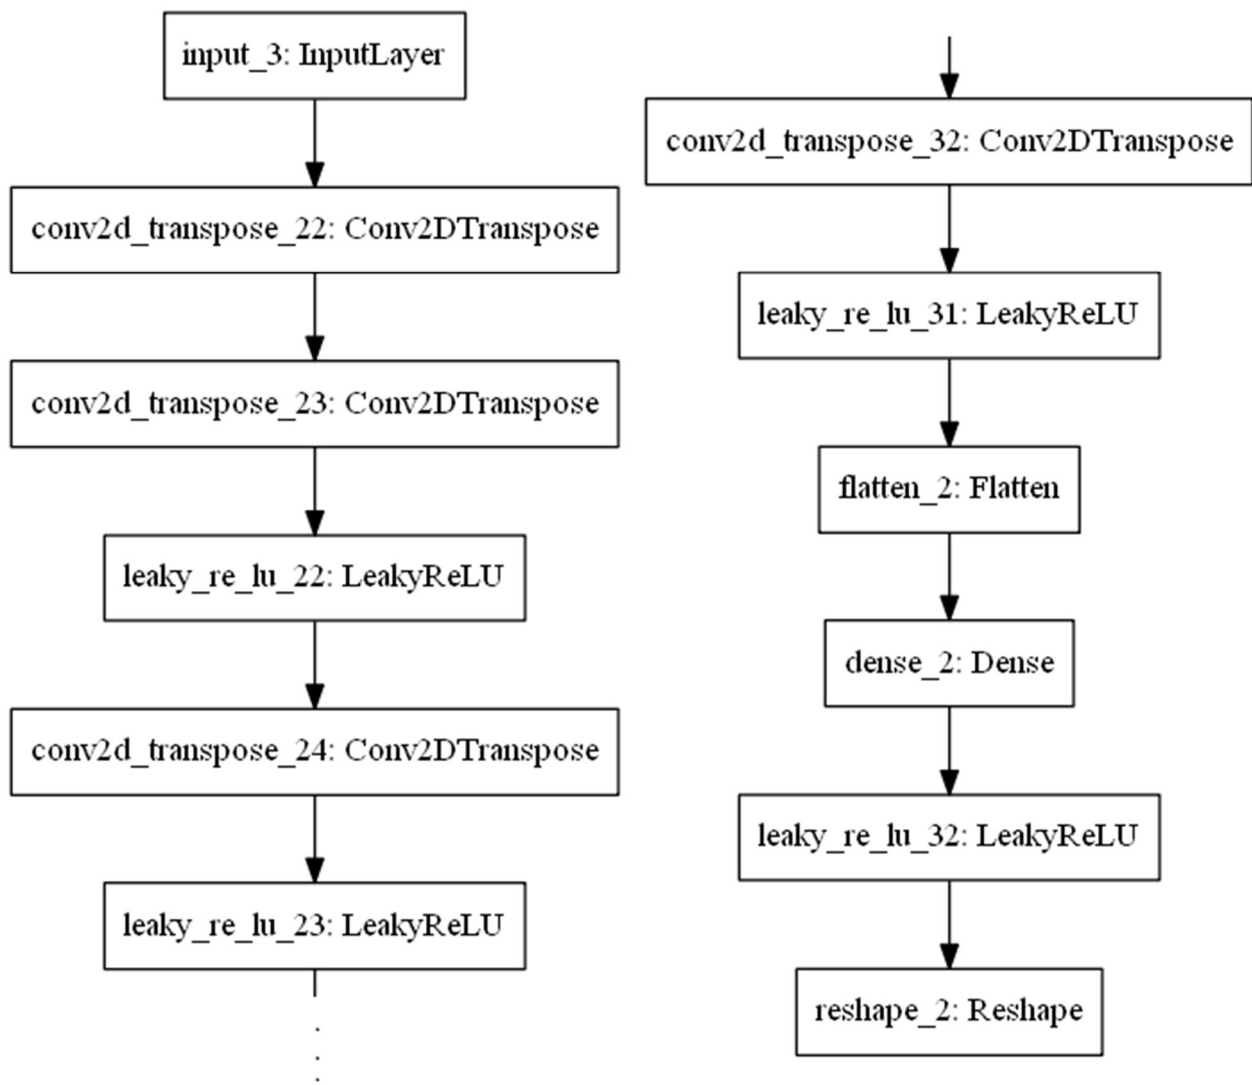 input_3: InputLayer
conv2d_transpose_22: Conv2DTranspose
conv2d_transpose_23: Conv2DTranspose
leaky_re_lu_22: LeakyReLU
conv2d_transpose_24: Conv2DTranspose
leaky_re_lu_23: LeakyReLU
conv2d_transpose_32: Conv2DTranspose
leaky_re_lu_31: LeakyReLU
flatten_2: Flatten
dense_2: Dense
leaky_re_lu_32: LeakyReLU
reshape_2: Reshape